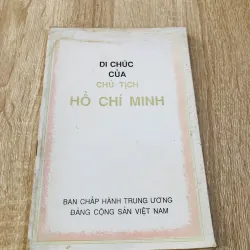 DI CHÚC
CỦA
CHỦ TỊCH
HỒ CHÍ MINH
BAN CHẤP HÀNH TRUNG ƯƠNG
ĐẢNG CỘNG SẢN VIỆT NAM